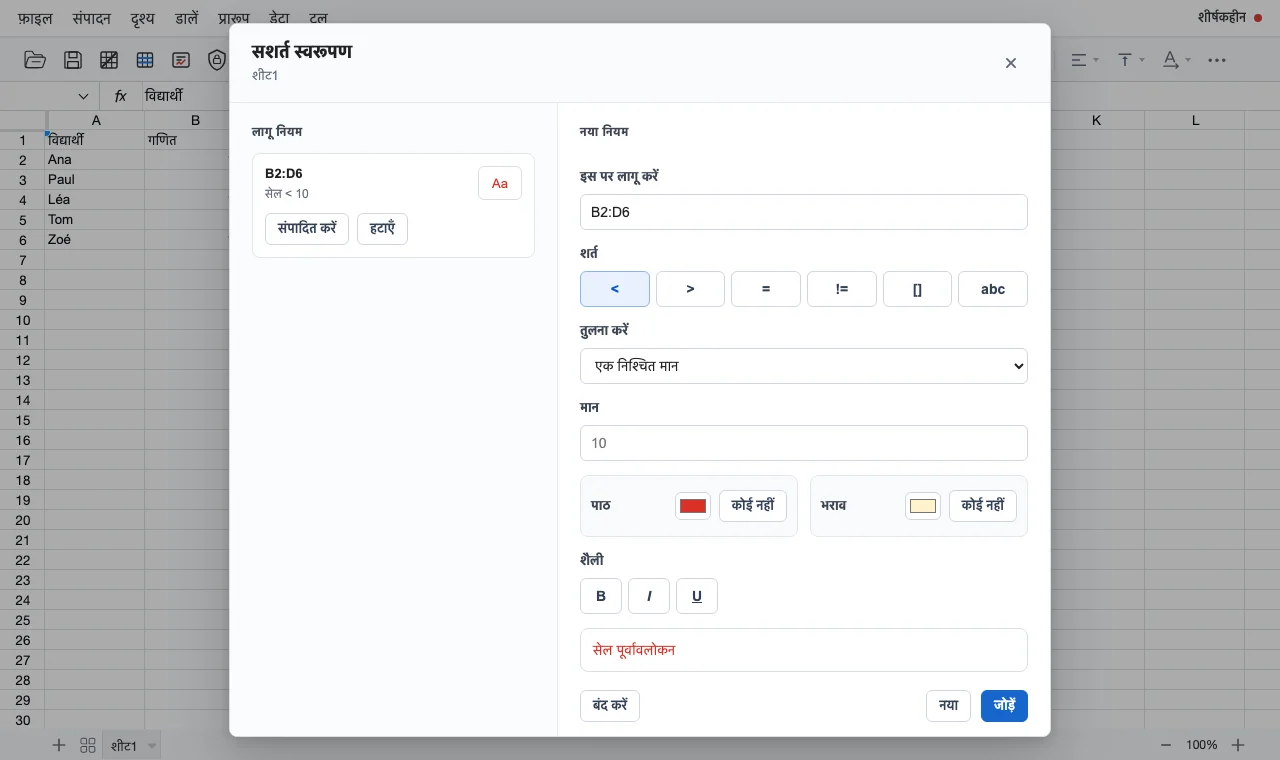 फ़ाइल संपादन दृश्य डालें प्रारूप डेटा टूल शीर्षकहीन
fx विद्यार्थी
A B K L
1 विद्यार्थी गणित
2 Ana
3 Paul
4 Léa
5 Tom
6 Zoé
7
8
9
10
11
12
13
14
15
16
17
18
19
20
21
22
23
24
25
26
27
28
29
30
शीट1 100%
सशर्त स्वरूपण
शीट1
लागू नियम
B2:D6
सेल < 10
Aa
संपादित करें हटाएँ
नया नियम
इस पर लागू करें
B2:D6
शर्त
< > = != [] abc
तुलना करें
एक निश्चित मान
मान
10
पाठ कोई नहीं भराव कोई नहीं
शैली
B I U
सेल पूर्वावलोकन
बंद करें नया जोड़ें